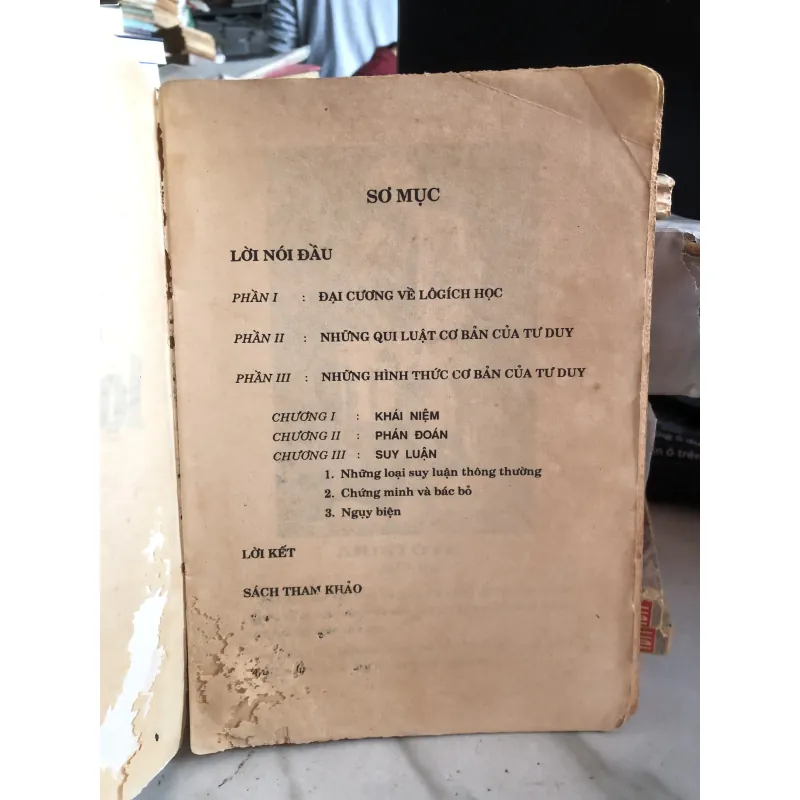 SƠ MỤC
LỜI NÓI ĐẦU
PHẦN I : ĐẠI CƯƠNG VỀ LÔGÍCH HỌC
PHẦN II : NHỮNG QUI LUẬT CƠ BẢN CỦA TƯ DUY
PHẦN III : NHỮNG HÌNH THỨC CƠ BẢN CỦA TƯ DUY
CHƯƠNG I : KHÁI NIỆM
CHƯƠNG II : PHÁN ĐOÁN
CHƯƠNG III : SUY LUẬN
1. Những loại suy luận thông thường
2. Chứng minh và bác bỏ
3. Ngụy biện
LỜI KẾT
SÁCH THAM KHẢO